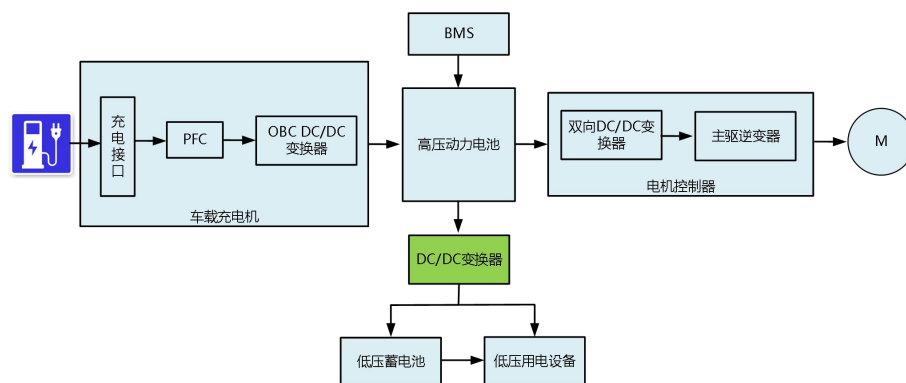 BMS
充
电
接
口
PFC
OBC DC/DC
变换器
车载充电机
高压动力电池
双向DC/DC变
换器
主驱逆变器
电机控制器
M
DC/DC变换器
低压蓄电池
低压用电设备